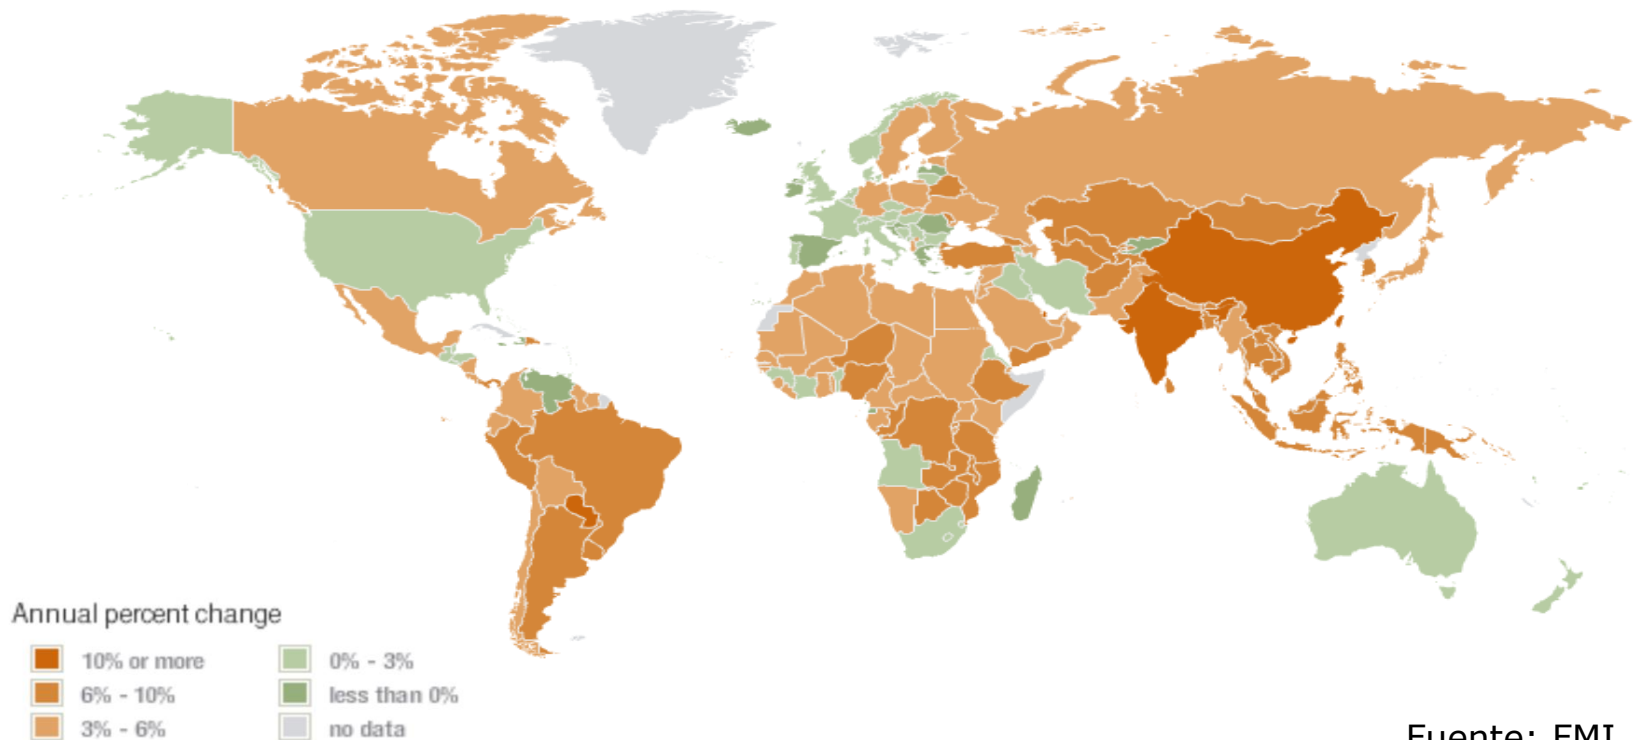 Annual percent change
10% or more
6% - 10%
3% - 6%
0% - 3%
less than 0%
no data
Fuente: FMI